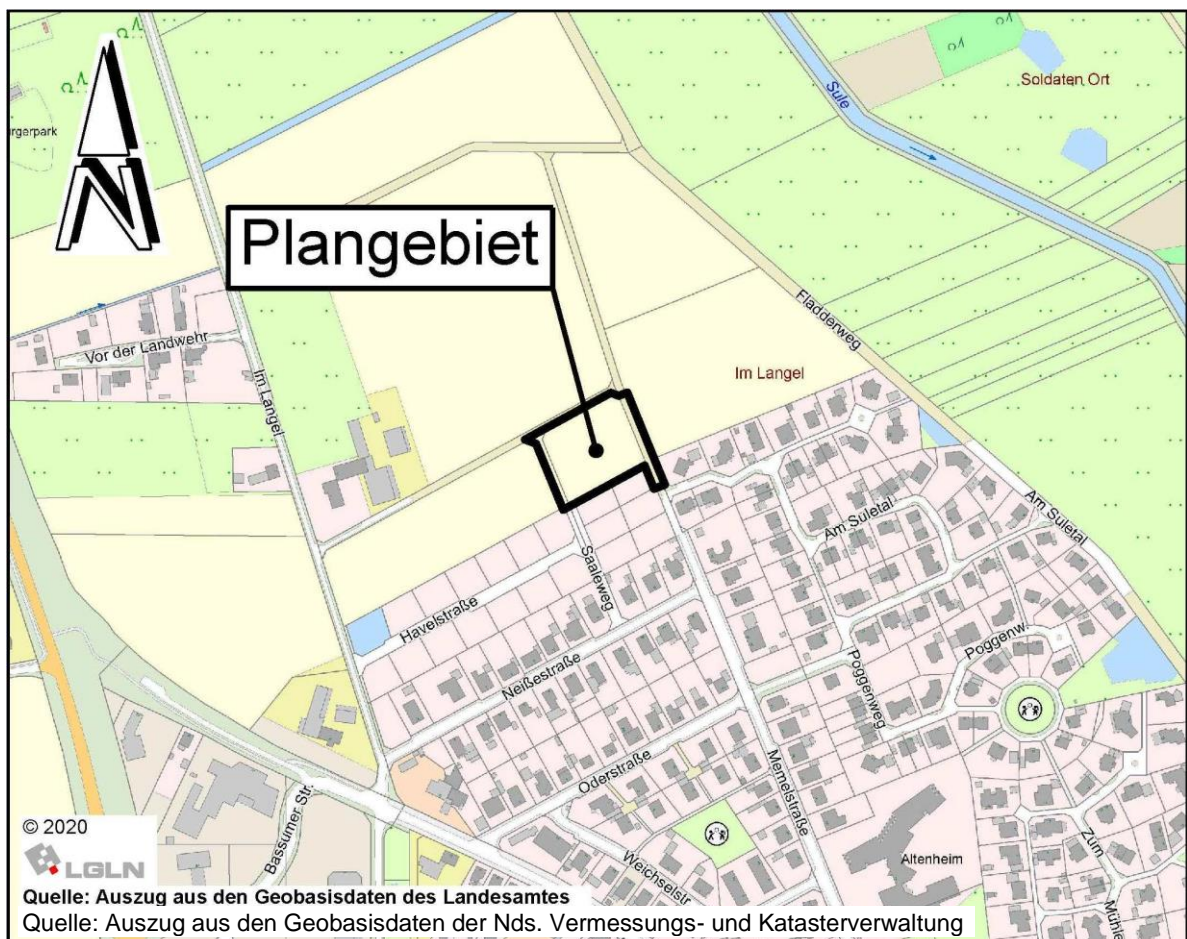 N
rgerpark
Soldaten Ort
Sule
Plangebiet
Fladderweg
Vor der Landwehr
Im Langel
Im Langel
Am Suletal
Am Suletal
Saaleweg
Havelstraße
Neißestraße
Poggenw.
Poggenweg
Oderstraße
Memelstraße
Bassumer Str.
Weichselstr
Altenheim
Zum
Mühle
© 2020
LGLN
Quelle: Auszug aus den Geobasisdaten des Landesamtes
Quelle: Auszug aus den Geobasisdaten der Nds. Vermessungs- und Katasterverwaltung